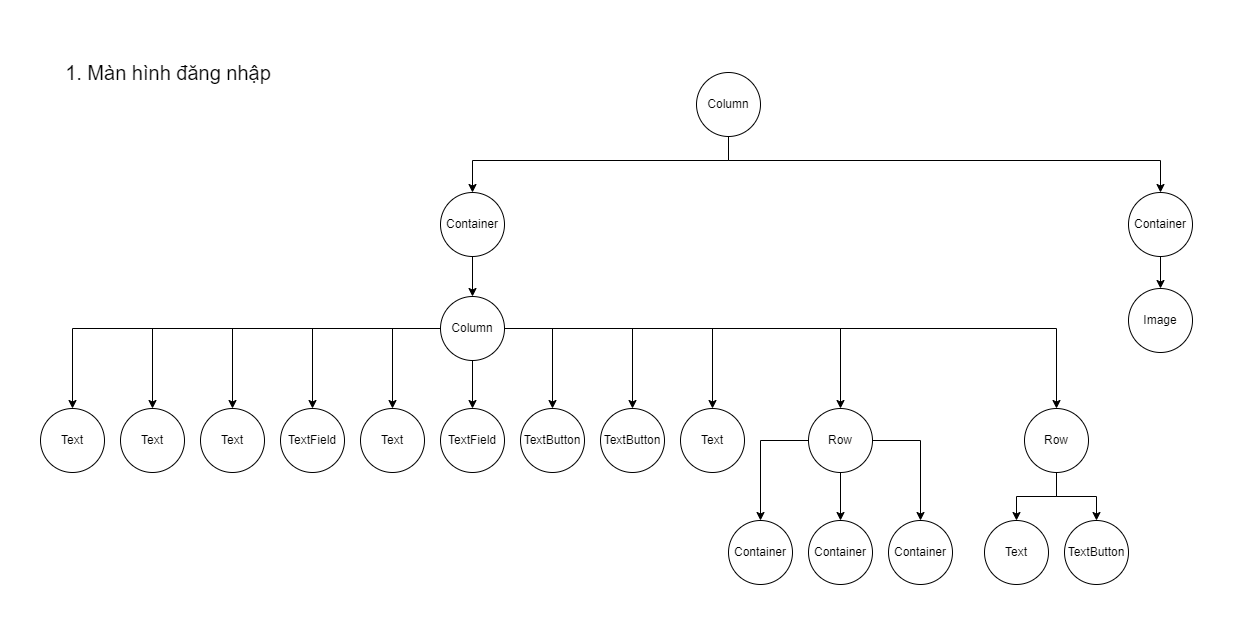 1. Màn hình đăng nhập
Column
Container
Container
Column
Image
Text
Text
Text
TextField
Text
TextField
TextButton
TextButton
Text
Row
Row
Container
Container
Container
Text
TextButton